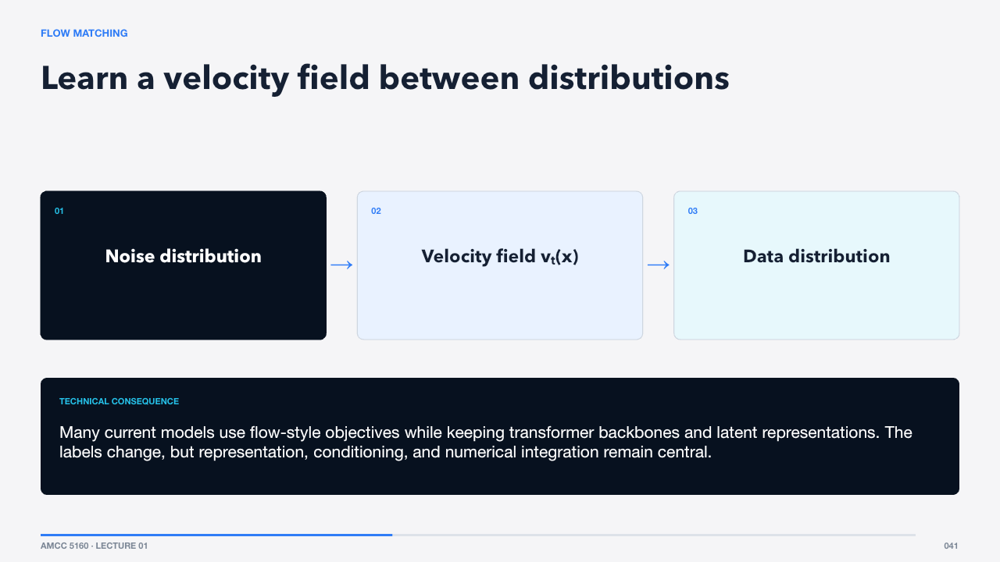 FLOW MATCHING
Learn a velocity field between distributions
01
Noise distribution
→
02
Velocity field vₜ(x)
→
03
Data distribution
TECHNICAL CONSEQUENCE
Many current models use flow-style objectives while keeping transformer backbones and latent representations. The
labels change, but representation, conditioning, and numerical integration remain central.
AMCC 5160 · LECTURE 01
041